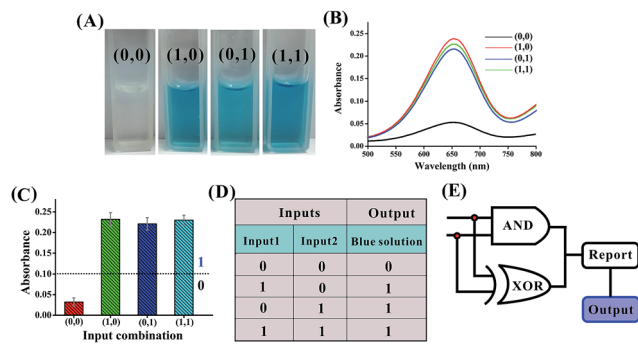 (A)
(0,0)
(1,0)
(0,1)
(1,1)
(B)
Absorbance
0.25
0.20
0.15
0.10
0.05
0.00
500
550
600
650
700
750
800
Wavelength (nm)
(0,0)
(1,0)
(0,1)
(1,1)
(C)
Absorbance
0.25
0.20
0.15
0.10
0.05
0.00
1
0
(0,0)
(1,0)
(0,1)
(1,1)
Input combination
(D)
Inputs Output
Input1 Input2 Blue solution
0 0 0
1 0 1
0 1 1
1 1 1
(E)
AND
XOR
Report
Output